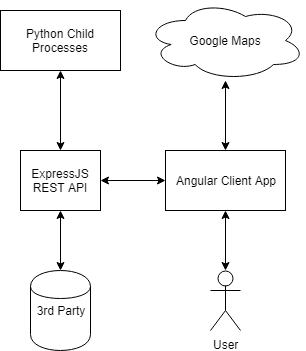 Python Child
Processes
Google Maps
ExpressJS
REST API
Angular Client App
3rd Party
User